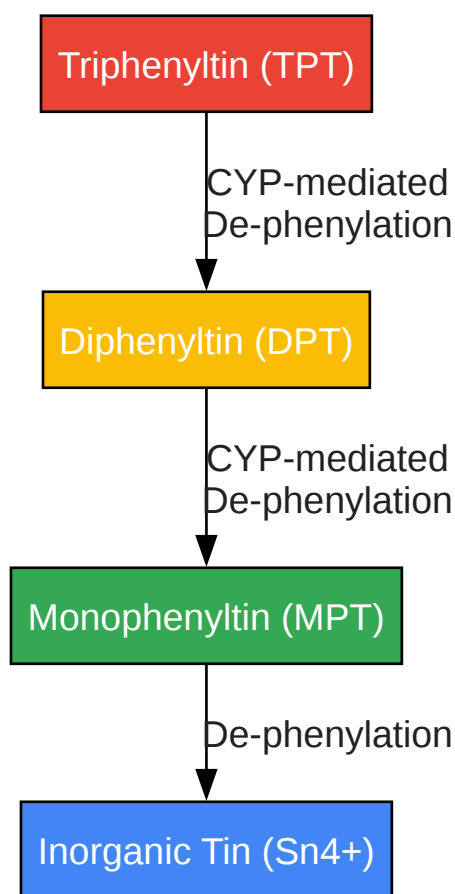 Triphenyltin (TPT)
CYP-mediated
De-phenylation
Diphenyltin (DPT)
CYP-mediated
De-phenylation
Monophenyltin (MPT)
De-phenylation
Inorganic Tin (Sn4+)